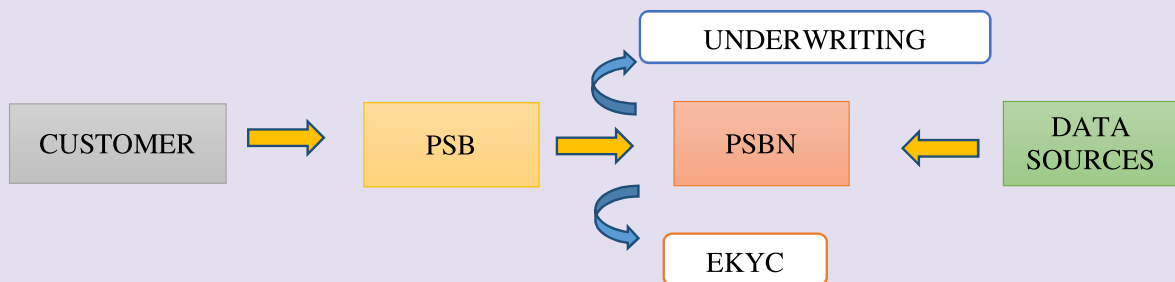 UNDERWRITING
CUSTOMER
PSB
PSBN
DATA
SOURCES
EKYC